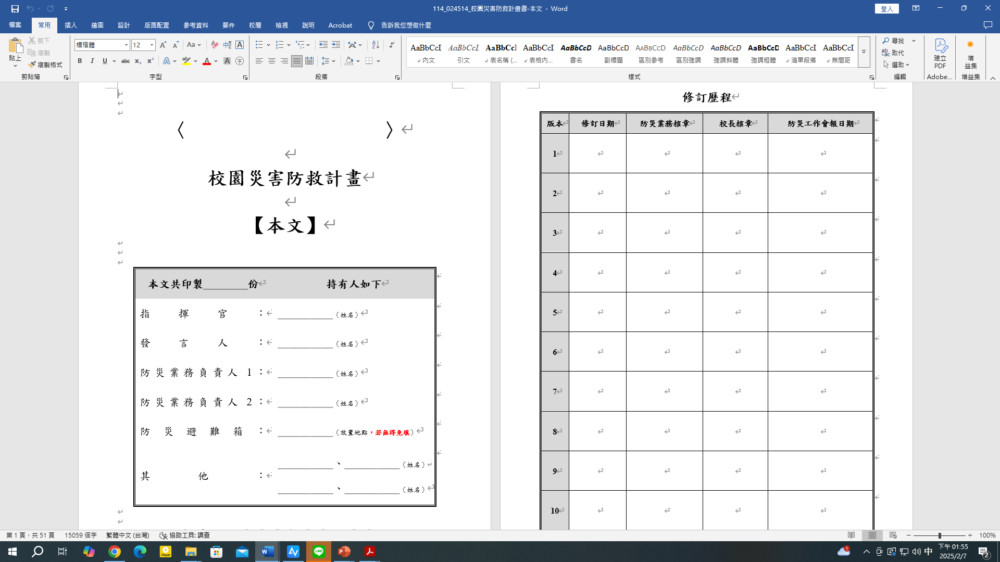 114_024514_校園災害防救計畫書-本文 - Word
登入
檔案 常用 插入 繪圖 設計 版面配置 參考資料 郵件 校閱 檢視 說明 Acrobat 告訴我您想做什麼
貼上
剪下
複製
複製格式
剪貼簿
標楷體 12
字型
段落
AaBbCcI AaBbCcL AaBbCcI AaBbCcI AaBbCcD AaBbCcD AaBbCcD AaBbCcD AaBbCcD AaBbCcD AaBbCcI AaBbCcI
內文 引文 表名稱 (... 表格內... 書名 副標題 區別參考 區別強調 強調斜體 強調粗體 清單段落 無間距
樣式
尋找
取代
選取
編輯
建立
PDF
Adobe...
增
益集
增益集
〈 〉
校園災害防救計畫
【本文】
本文共印製________份 持有人如下
指揮官: __________(姓名)
發言人: __________(姓名)
防災業務負責人1: __________(姓名)
防災業務負責人2: __________(姓名)
防災避難箱: __________(放置地點,若無得免填)
其他: __________、__________(姓名)
__________、__________(姓名)
修訂歷程
版本 修訂日期 防災業務核章 校長核章 防災工作會報日期
1
2
3
4
5
6
7
8
9
10
第 1 頁,共 51 頁 15059 個字 繁體中文 (台灣) 協助工具: 調查
100%
Player
LINE
1
中
下午 01:55
2025/2/7
2